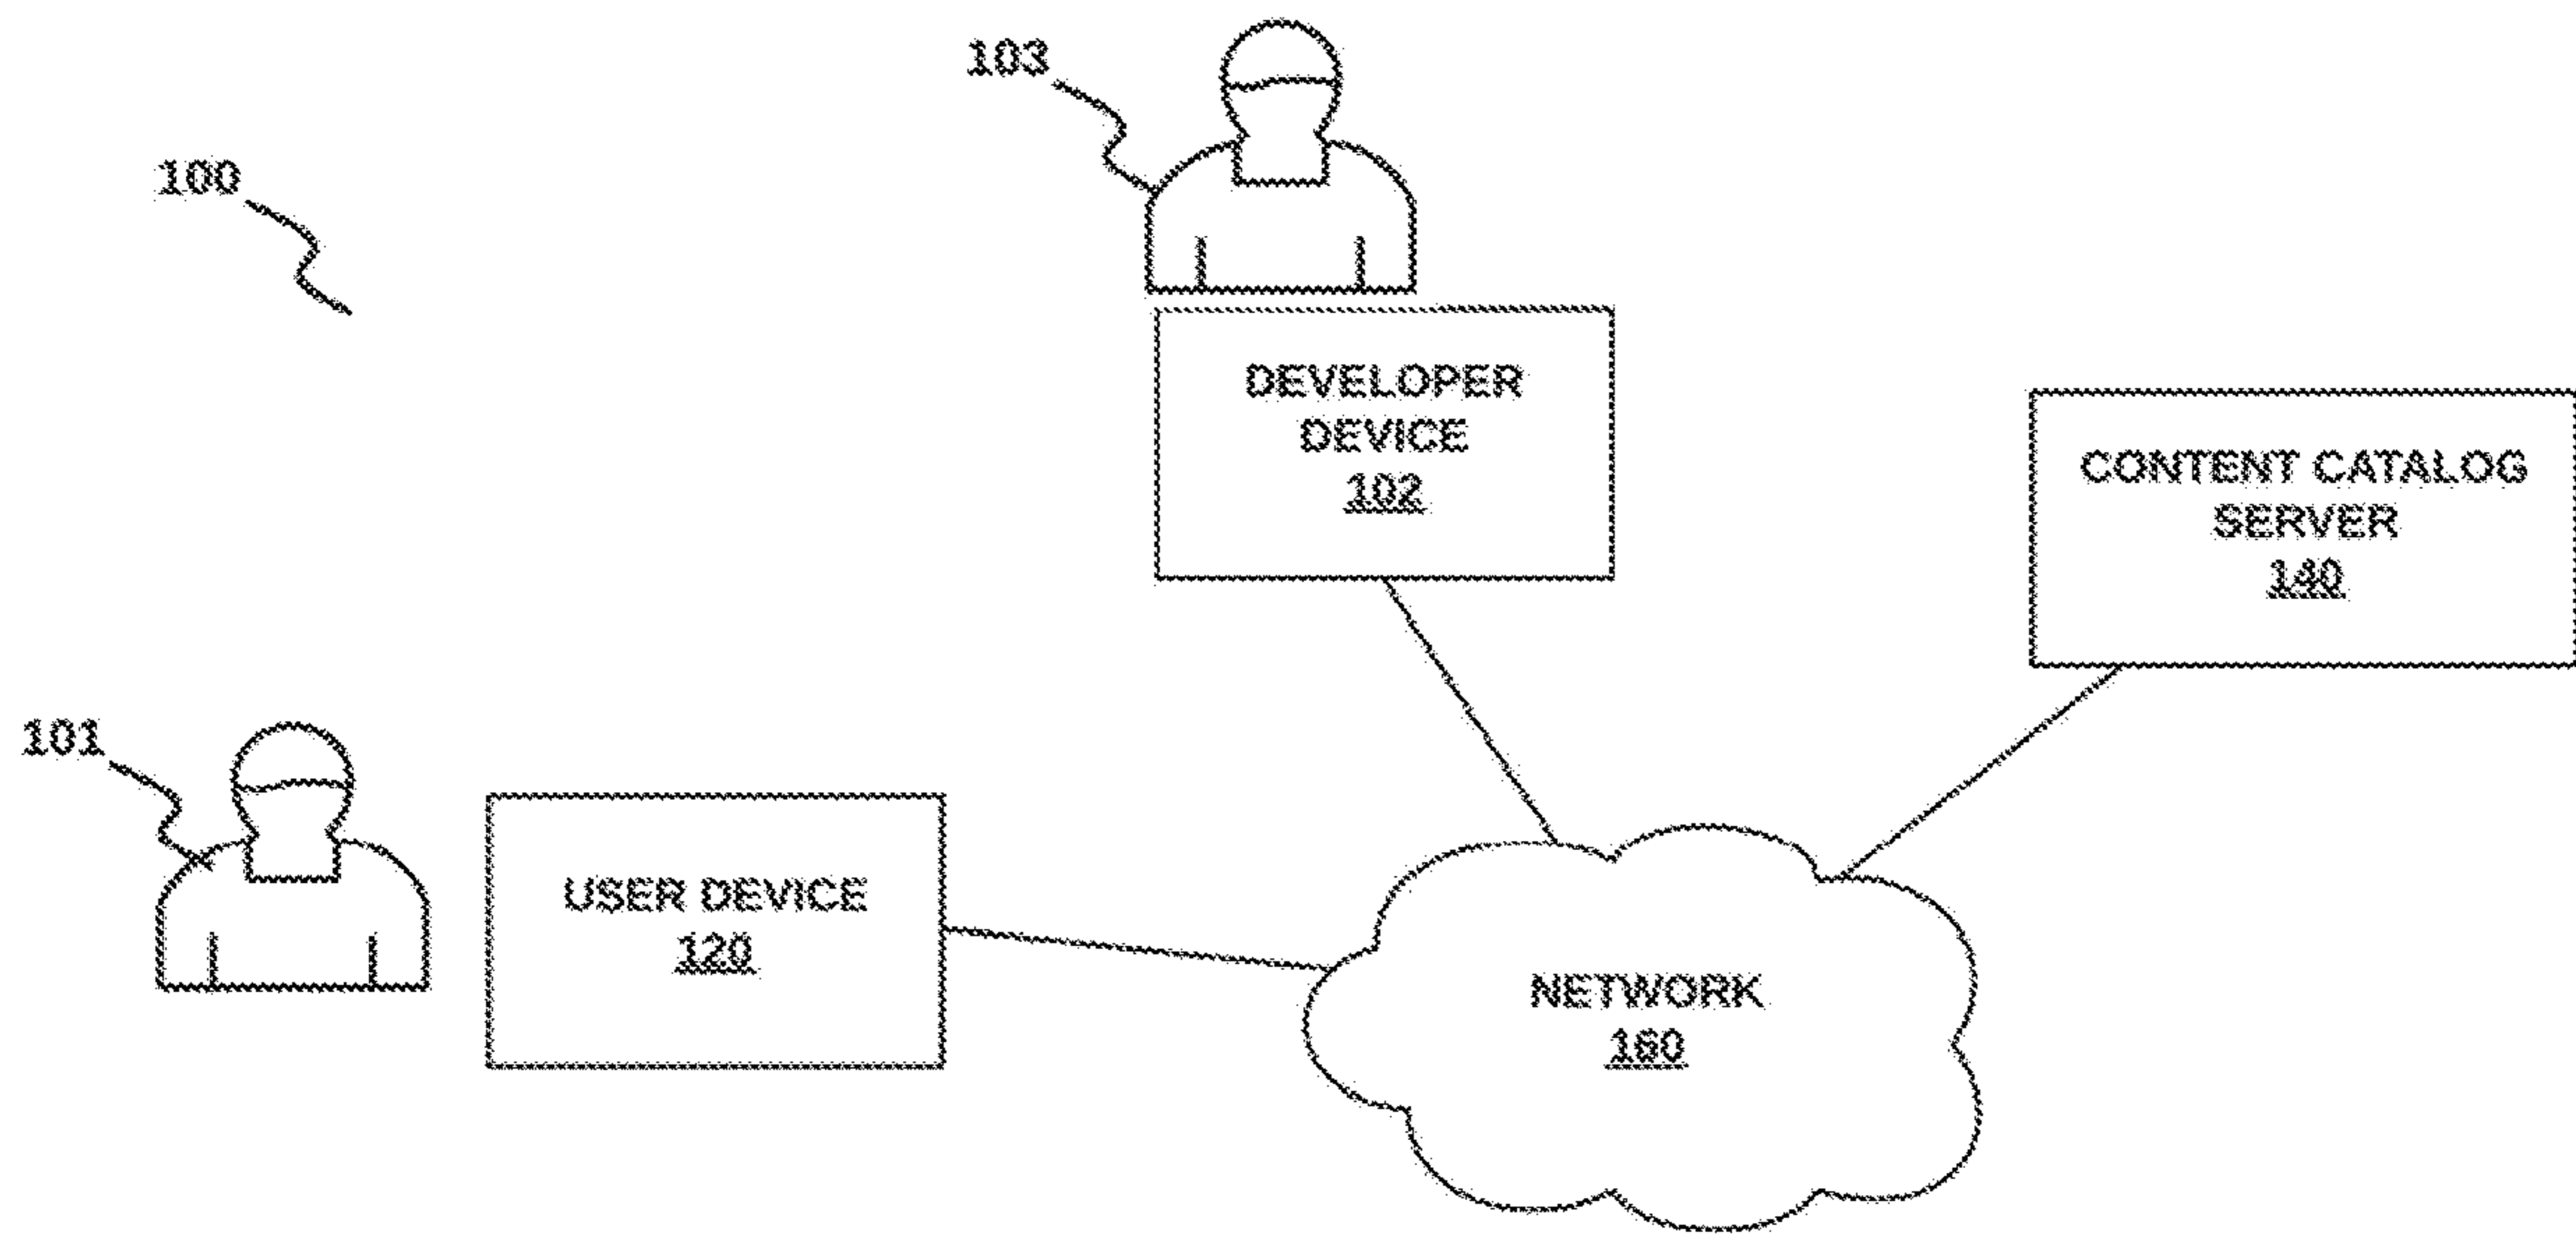 103
100
DEVELOPER
DEVICE
102
CONTENT CATALOG
SERVER
140
101
USER DEVICE
120
NETWORK
160